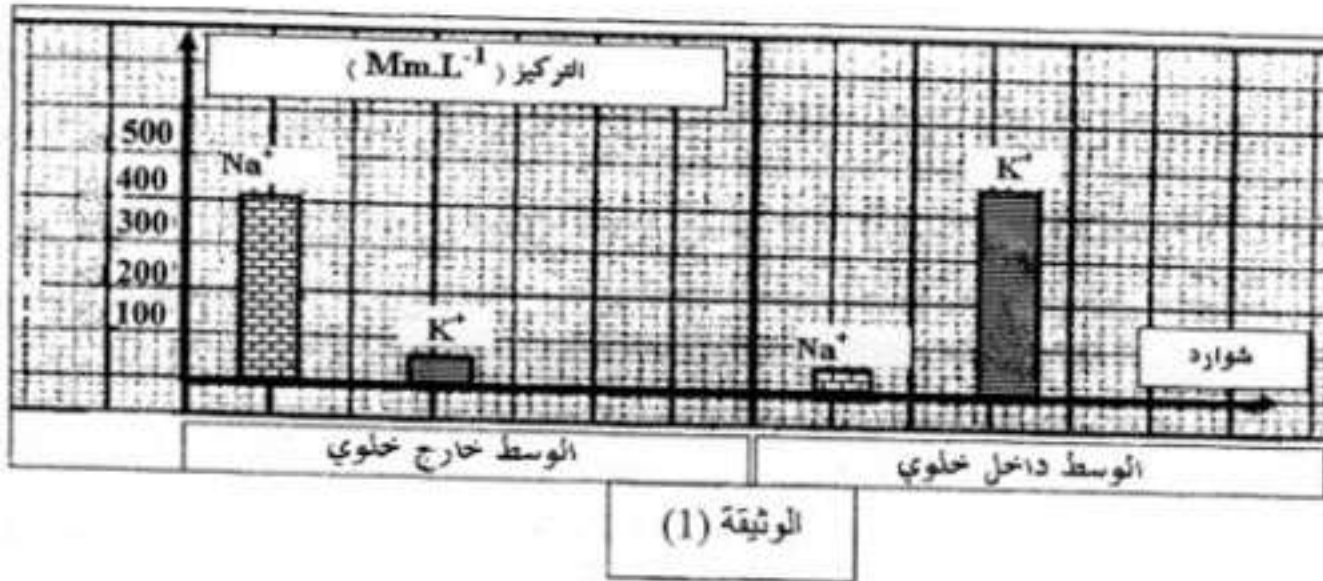 التركيز ( Mm.L⁻¹ )
500
400
300
200
100
Na⁺
K⁺
Na⁺
K⁺
شوارد
الوسط خارج خلوي
الوسط داخل خلوي
الوثيقة (1)